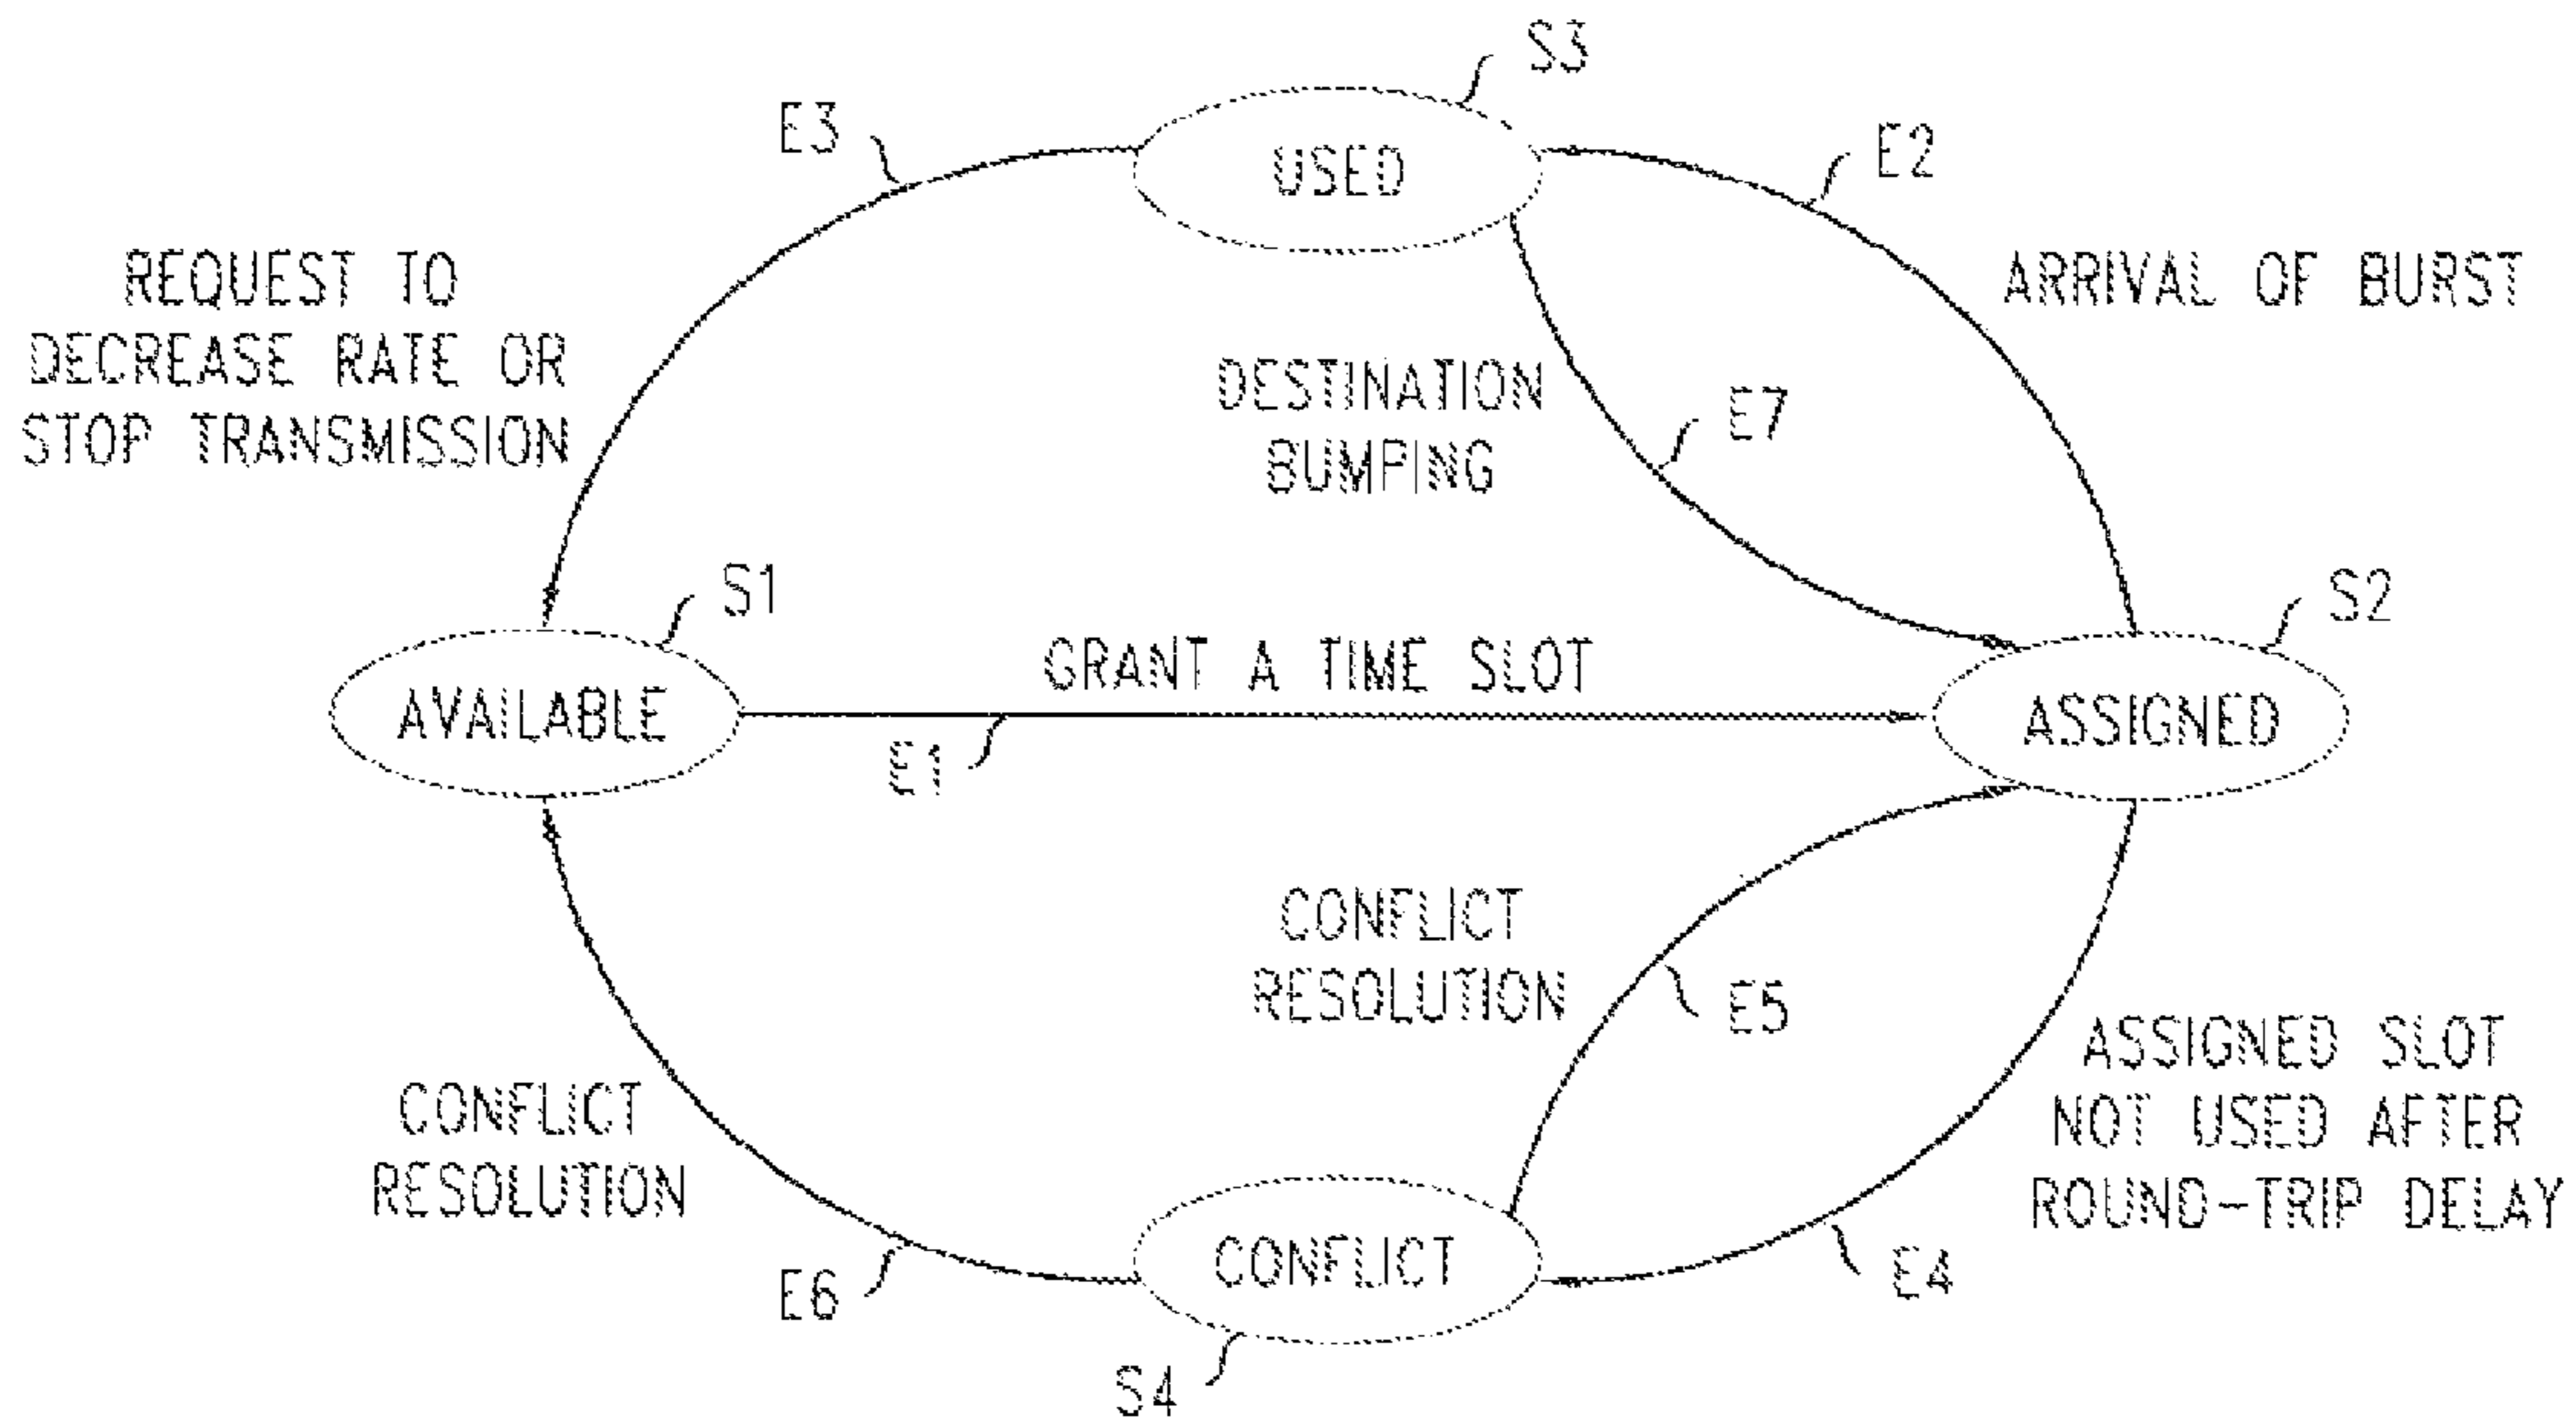 S3
E3
USED
E2
REQUEST TO
DECREASE RATE OR
STOP TRANSMISSION
ARRIVAL OF BURST
DESTINATION
BUMPING
E7
S1
S2
GRANT A TIME SLOT
AVAILABLE
ASSIGNED
E1
CONFLICT
RESOLUTION
E5
ASSIGNED SLOT
NOT USED AFTER
ROUND-TRIP DELAY
CONFLICT
RESOLUTION
CONFLICT
E6
E4
S4